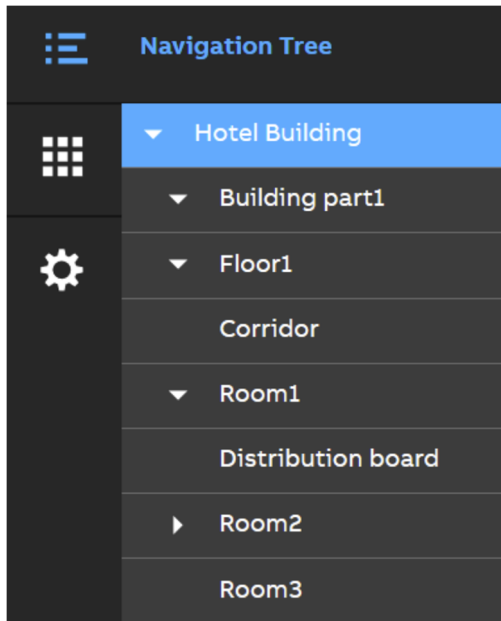 Navigation Tree
Hotel Building
Building part1
Floor1
Corridor
Room1
Distribution board
Room2
Room3